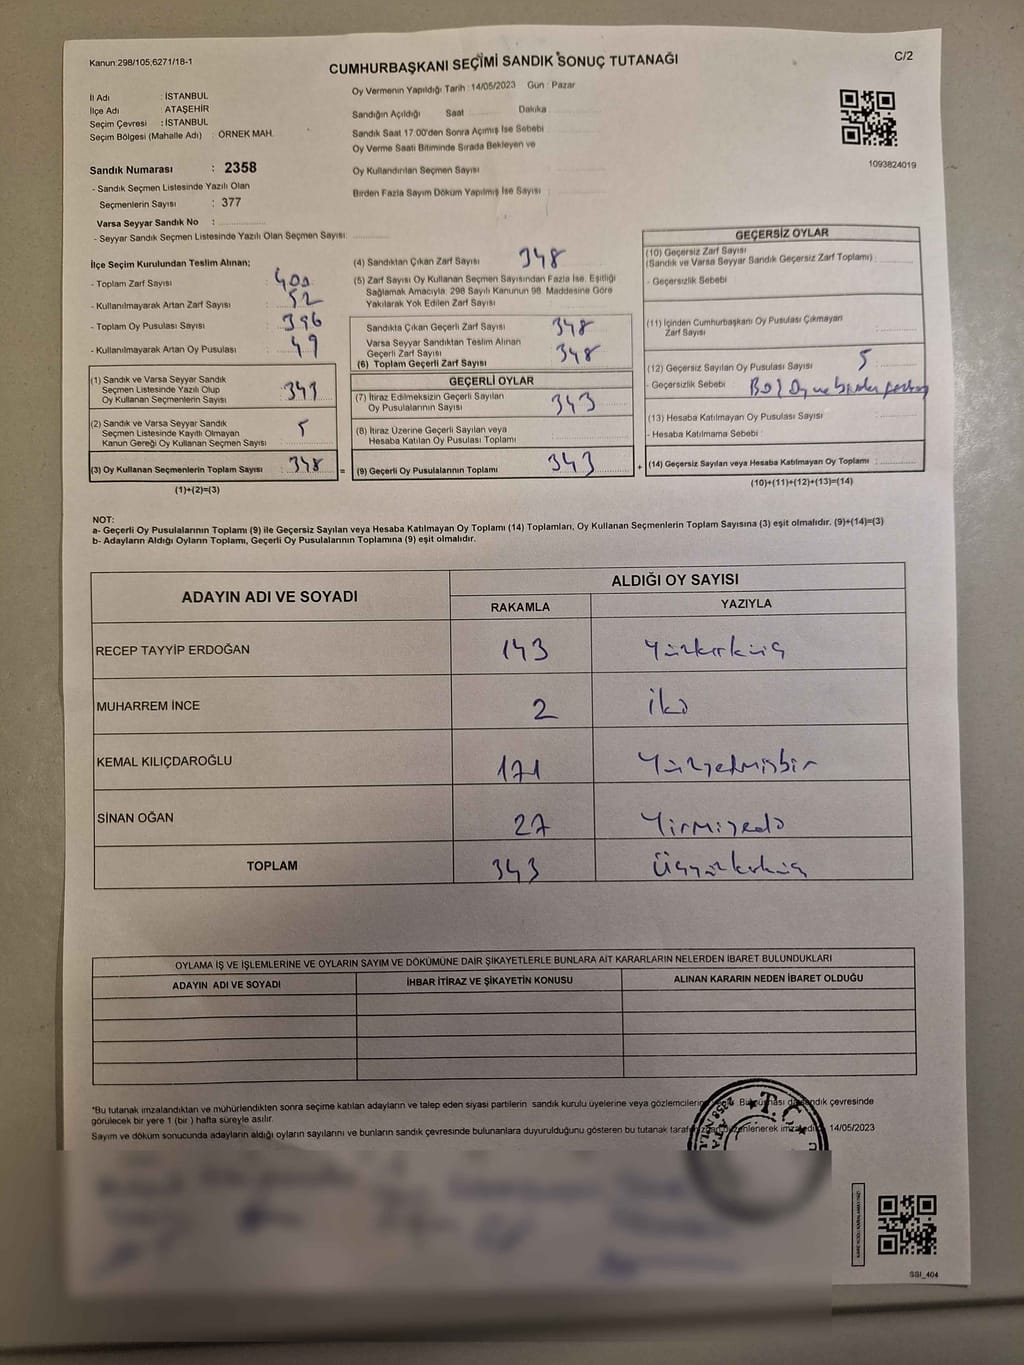 Kanun:298/105;6271/18-1
CUMHURBAŞKANI SEÇİMİ SANDIK SONUÇ TUTANAĞI
C/2
İl Adı : İSTANBUL
İlçe Adı : ATAŞEHİR
Seçim Çevresi : İSTANBUL
Seçim Bölgesi (Mahalle Adı) : ÖRNEK MAH.
Sandık Numarası : 2358
- Sandık Seçmen Listesinde Yazılı Olan
Seçmenlerin Sayısı : 377
Varsa Seyyar Sandık No :
- Seyyar Sandık Seçmen Listesinde Yazılı Olan Seçmen Sayısı:
Oy Vermenin Yapıldığı Tarih : 14/05/2023 Gün : Pazar
Sandığın Açıldığı Saat Dakika
Sandık Saat 17:00'den Sonra Açılmış İse Sebebi
Oy Verme Saati Bitiminde Sırada Bekleyen ve
Oy Kullandırılan Seçmen Sayısı
Birden Fazla Sayım Döküm Yapılmış İse Sayısı
1093824019
İlçe Seçim Kurulundan Teslim Alınan;
- Toplam Zarf Sayısı : 400
- Kullanılmayarak Artan Zarf Sayısı : 52
- Toplam Oy Pusulası Sayısı : 396
- Kullanılmayarak Artan Oy Pusulası : 49
(1) Sandık ve Varsa Seyyar Sandık
Seçmen Listesinde Yazılı Olup
Oy Kullanan Seçmenlerin Sayısı : 343
(2) Sandık ve Varsa Seyyar Sandık
Seçmen Listesinde Kayıtlı Olmayan
Kanun Gereği Oy Kullanan Seçmen Sayısı : 5
(3) Oy Kullanan Seçmenlerin Toplam Sayısı : 348 =
(1)+(2)=(3)
(4) Sandıktan Çıkan Zarf Sayısı 348
(5) Zarf Sayısı Oy Kullanan Seçmen Sayısından Fazla İse, Eşitliği
Sağlamak Amacıyla, 298 Sayılı Kanunun 98. Maddesine Göre
Yakılarak Yok Edilen Zarf Sayısı
Sandıkta Çıkan Geçerli Zarf Sayısı 348
Varsa Seyyar Sandıktan Teslim Alınan
Geçerli Zarf Sayısı
(6) Toplam Geçerli Zarf Sayısı 348
GEÇERLİ OYLAR
(7) İtiraz Edilmeksizin Geçerli Sayılan
Oy Pusulalarının Sayısı 343
(8) İtiraz Üzerine Geçerli Sayılan veya
Hesaba Katılan Oy Pusulası Toplamı
(9) Geçerli Oy Pusulalarının Toplamı 343 +
GEÇERSİZ OYLAR
(10) Geçersiz Zarf Sayısı
(Sandık ve Varsa Seyyar Sandık Geçersiz Zarf Toplamı) :
- Geçersizlik Sebebi
(11) İçinden Cumhurbaşkanı Oy Pusulası Çıkmayan
Zarf Sayısı
(12) Geçersiz Sayılan Oy Pusulası Sayısı 5
- Geçersizlik Sebebi Boş Oy ve birden
(13) Hesaba Katılmayan Oy Pusulası Sayısı
- Hesaba Katılmama Sebebi :
(14) Geçersiz Sayılan veya Hesaba Katılmayan Oy Toplamı :
(10)+(11)+(12)+(13)=(14)
NOT:
a- Geçerli Oy Pusulalarının Toplamı (9) ile Geçersiz Sayılan veya Hesaba Katılmayan Oy Toplamı (14) Toplamları, Oy Kullanan Seçmenlerin Toplam Sayısına (3) eşit olmalıdır. (9)+(14)=(3)
b- Adayların Aldığı Oyların Toplamı, Geçerli Oy Pusulalarının Toplamına (9) eşit olmalıdır.
ADAYIN ADI VE SOYADI
ALDIĞI OY SAYISI
RAKAMLA YAZIYLA
RECEP TAYYİP ERDOĞAN 143 Yüzkırküç
MUHARREM İNCE 2 iki
KEMAL KILIÇDAROĞLU 171 Yüzyetmişbir
SİNAN OĞAN 27 Yirmiyedi
TOPLAM 343 Üçyüzkırküç
OYLAMA İŞ VE İŞLEMLERİNE VE OYLARIN SAYIM VE DÖKÜMÜNE DAİR ŞİKAYETLERLE BUNLARA AİT KARARLARIN NELERDEN İBARET BULUNDUKLARI
ADAYIN ADI VE SOYADI İHBAR İTİRAZ VE ŞİKAYETİN KONUSU ALINAN KARARIN NEDEN İBARET OLDUĞU
*Bu tutanak imzalandıktan ve mühürlendikten sonra seçime katılan adayların ve talep eden siyasi partilerin sandık kurulu üyelerine veya gözlemcilerine çevresinde
görülecek bir yere 1 (bir ) hafta süreyle asılır.
Sayım ve döküm sonucunda adayların aldığı oyların sayılarını ve bunların sandık çevresinde bulunanlara duyurulduğunu gösteren bu tutanak 14/05/2023
T.C.
SSI_404